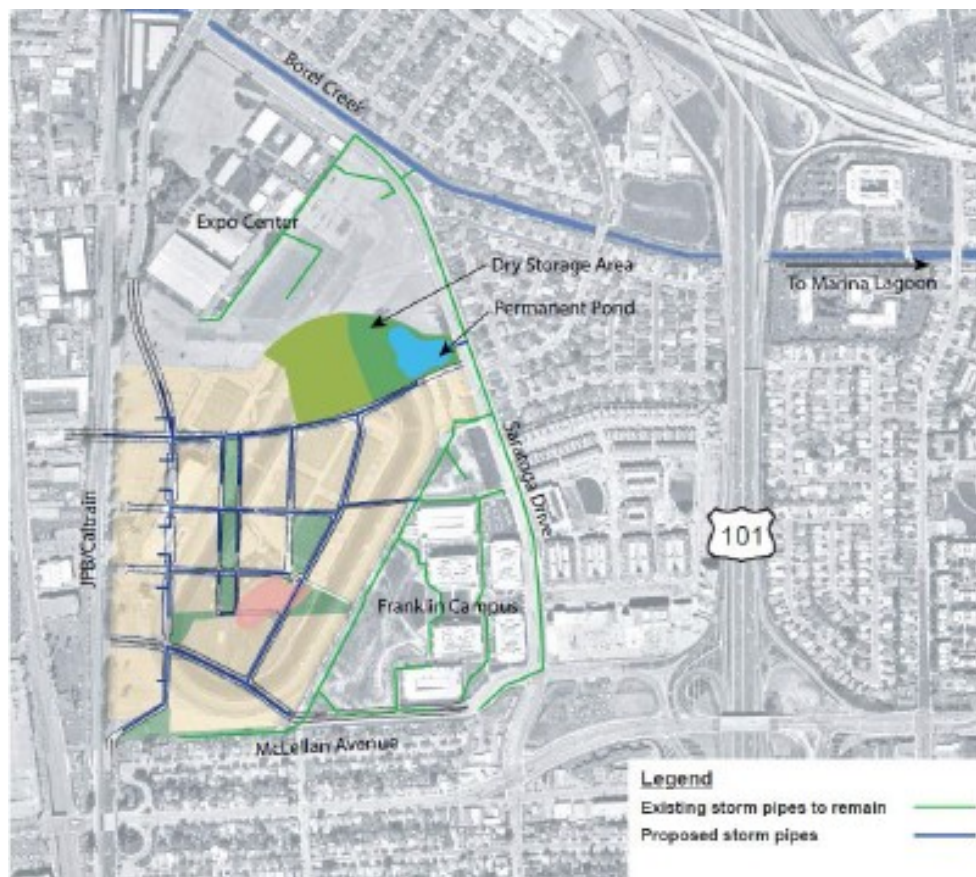 Borel Creek
Expo Center
Dry Storage Area
To Marina Lagoon
Permanent Pond
Saratoga Drive
JPB/Caltrain
101
Franklin Campus
McLellan Avenue
Legend
Existing storm pipes to remain
Proposed storm pipes